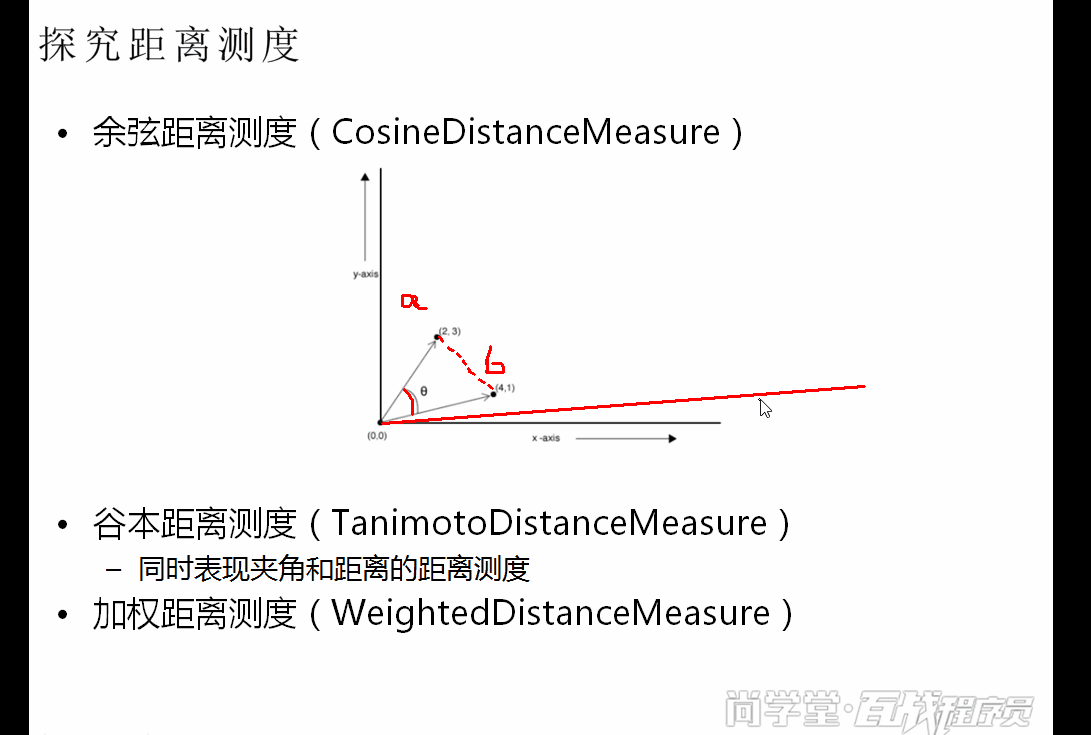 探究距离测度
• 余弦距离测度（CosineDistanceMeasure）
y-axis
a
(2, 3)
b
θ
(4,1)
(0,0)
x -axis
• 谷本距离测度（TanimotoDistanceMeasure）
– 同时表现夹角和距离的距离测度
• 加权距离测度（WeightedDistanceMeasure）
尚学堂·百战程序员